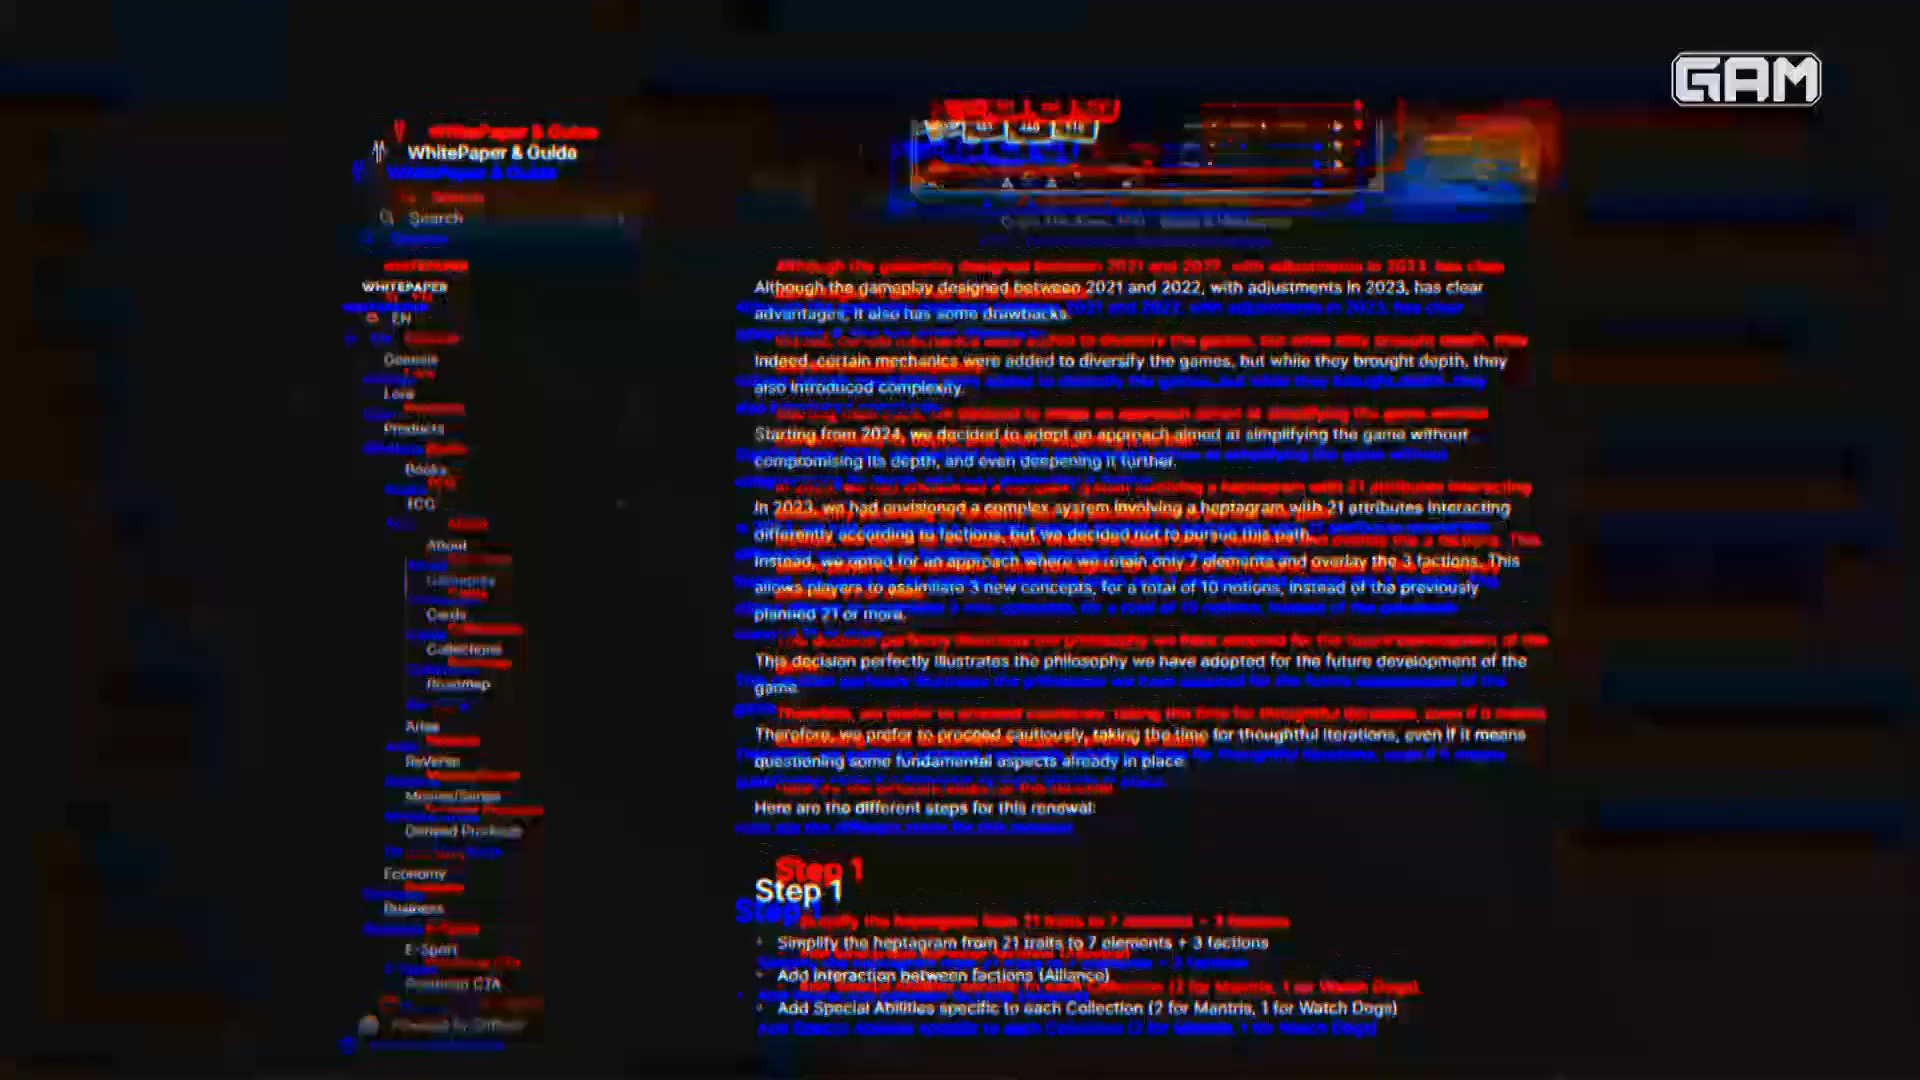 GAM
WhitePaper & Guide
Search
WHITEPAPER
EN
Genesis
Lore
Products
Books
TCG
About
Gameplay
Cards
Collections
Roadmap
Artee
ReVerse
Derived Products
Economy
Business
E-Sport
Roadmap CTA
Powered by GitBook
Although the gameplay designed between 2021 and 2022, with adjustments in 2023, has clear
advantages, it also has some drawbacks.
Indeed, certain mechanics were added to diversify the games, but while they brought depth, they
also introduced complexity.
Starting from 2024, we decided to adopt an approach aimed at simplifying the game without
compromising its depth, and even deepening it further.
In 2023, we had envisioned a complex system involving a heptagram with 21 attributes interacting
differently according to factions, but we decided not to pursue this path.
Instead, we opted for an approach where we retain only 7 elements and overlay the 3 factions. This
allows players to assimilate 3 new concepts, for a total of 10 notions, instead of the previously
planned 21 or more.
This decision perfectly illustrates the philosophy we have adopted for the future development of the
game.
Therefore, we prefer to proceed cautiously, taking the time for thoughtful iterations, even if it means
questioning some fundamental aspects already in place.
Here are the different steps for this renewal:
Step 1
Simplify the heptagram from 21 traits to 7 elements + 3 factions
Add interaction between factions (Alliance)
Add Special Abilities specific to each Collection (2 for Mantris, 1 for Watch Dogs)